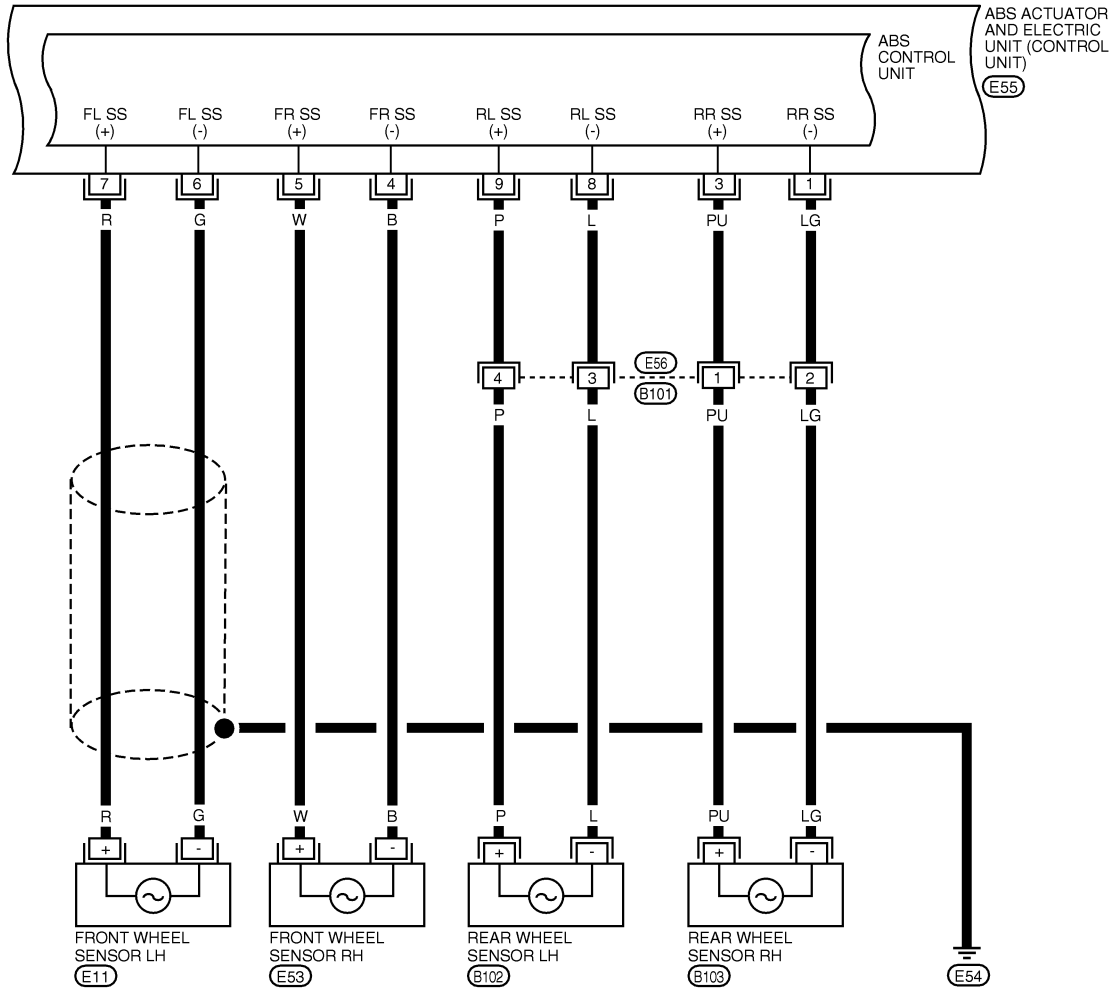 ABS ACTUATOR
AND ELECTRIC
UNIT (CONTROL
UNIT)
E55
ABS
CONTROL
UNIT
FL SS FL SS FR SS FR SS RL SS RL SS RR SS RR SS
(+) (-) (+) (-) (+) (-) (+) (-)
7 6 5 4 9 8 3 1
R G W B P L PU LG
E56
4 3 1 2
B101
P L PU LG
R G W B P L PU LG
+ - + - + - + -
FRONT WHEEL
SENSOR LH
E11
FRONT WHEEL
SENSOR RH
E53
REAR WHEEL
SENSOR LH
B102
REAR WHEEL
SENSOR RH
B103
E54